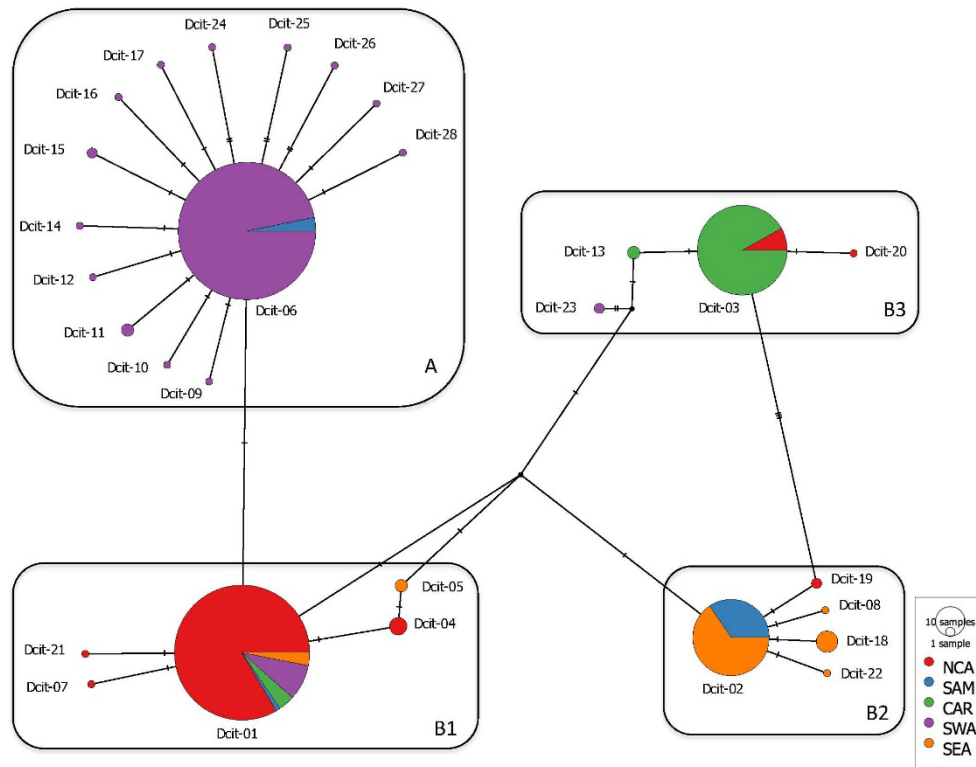 Dcit-24
Dcit-25
Dcit-17
Dcit-26
Dcit-16
Dcit-27
Dcit-28
Dcit-15
Dcit-14
Dcit-12
Dcit-11
Dcit-06
Dcit-10
Dcit-09
A
Dcit-13
Dcit-20
Dcit-23
Dcit-03
B3
Dcit-05
Dcit-04
Dcit-21
Dcit-07
Dcit-01
B1
Dcit-19
Dcit-08
Dcit-18
Dcit-22
Dcit-02
B2
10 samples
1 sample
NCA
SAM
CAR
SWA
SEA